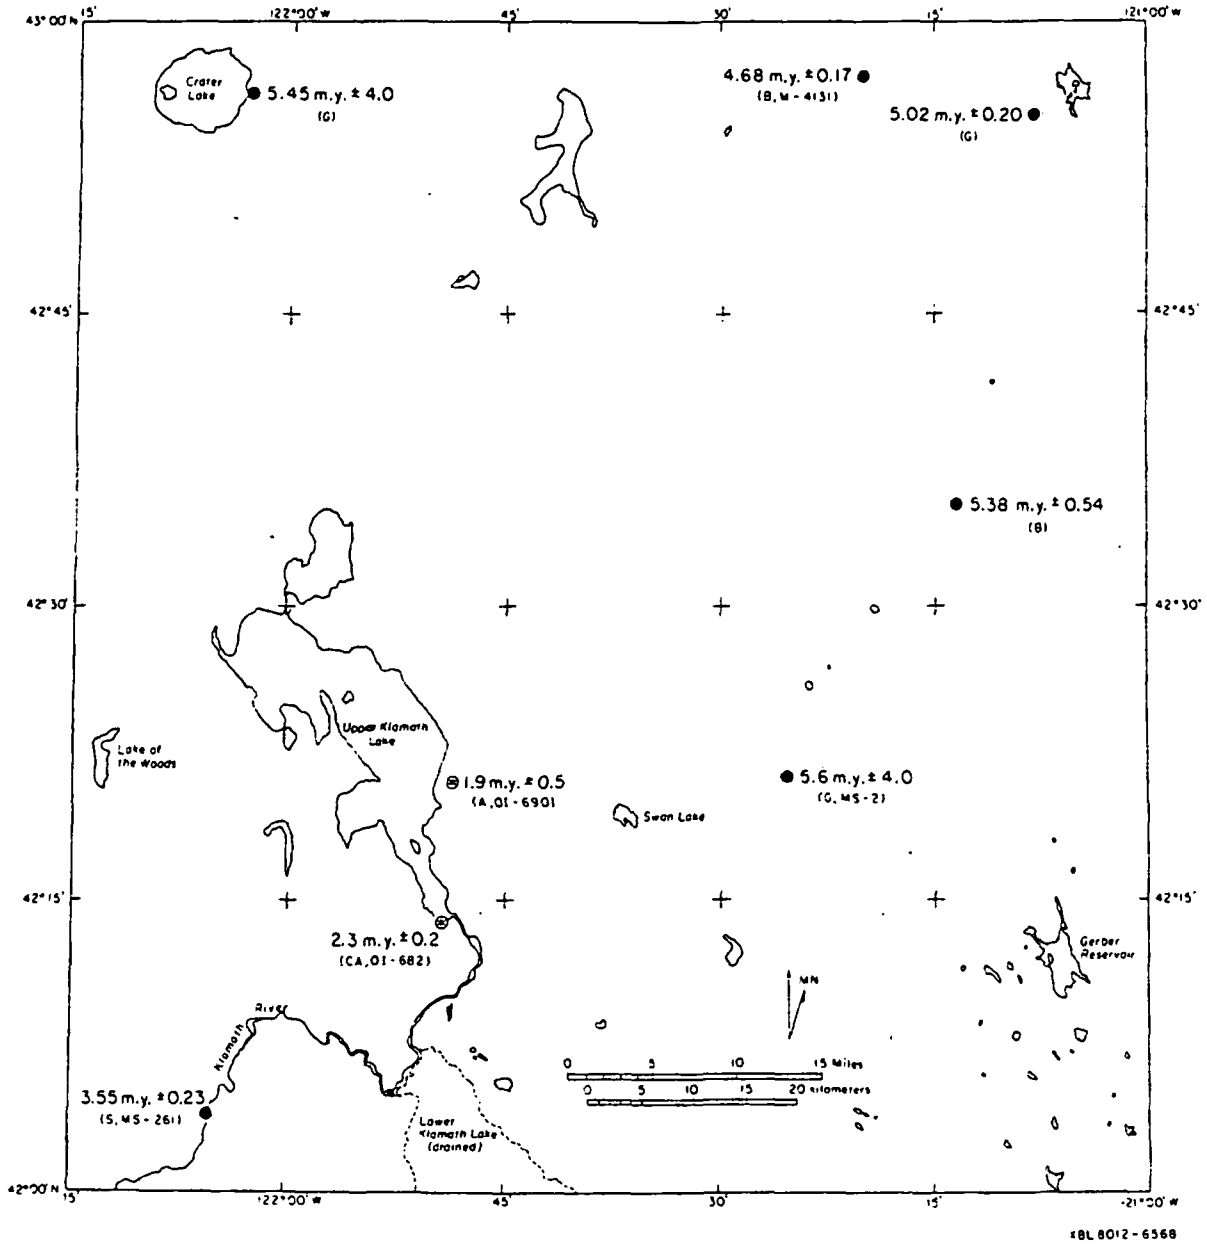 15'
122°00' W
45'
30'
15'
121°00' W
43°00' N
Crater
Lake
5.45 m.y. ± 4.0
(G)
4.68 m.y. ± 0.17
(B, M-4131)
5.02 m.y. ± 0.20
(G)
42°45'
42°45'
5.38 m.y. ± 0.54
(B)
42°30'
42°30'
Upper Klamath
Lake
Lake of
the Woods
1.9 m.y. ± 0.5
(A, OI-690)
5.6 m.y. ± 4.0
(G, MS-2)
Swan Lake
42°15'
42°15'
2.3 m.y. ± 0.2
(CA, OI-682)
Gerber
Reservoir
MN
Klamath River
0 5 10 15 Miles
0 5 10 15 20 Kilometers
3.55 m.y. ± 0.23
(S, MS-261)
Lower
Klamath Lake
(drained)
42°00' N
15'
122°00' W
45'
30'
15'
121°00' W
XBL 8012-6568